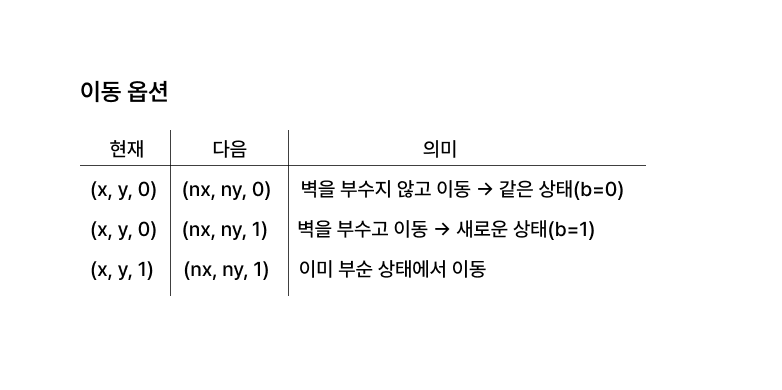 이동 옵션
현재 다음 의미
(x, y, 0) (nx, ny, 0) 벽을 부수지 않고 이동 → 같은 상태(b=0)
(x, y, 0) (nx, ny, 1) 벽을 부수고 이동 → 새로운 상태(b=1)
(x, y, 1) (nx, ny, 1) 이미 부순 상태에서 이동